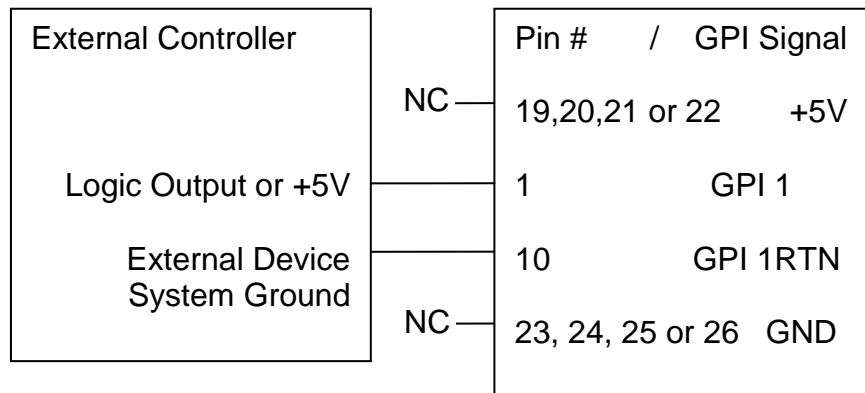 External Controller
Logic Output or +5V
External Device
System Ground
NC
NC
Pin # / GPI Signal
19,20,21 or 22 +5V
1 GPI 1
10 GPI 1RTN
23, 24, 25 or 26 GND